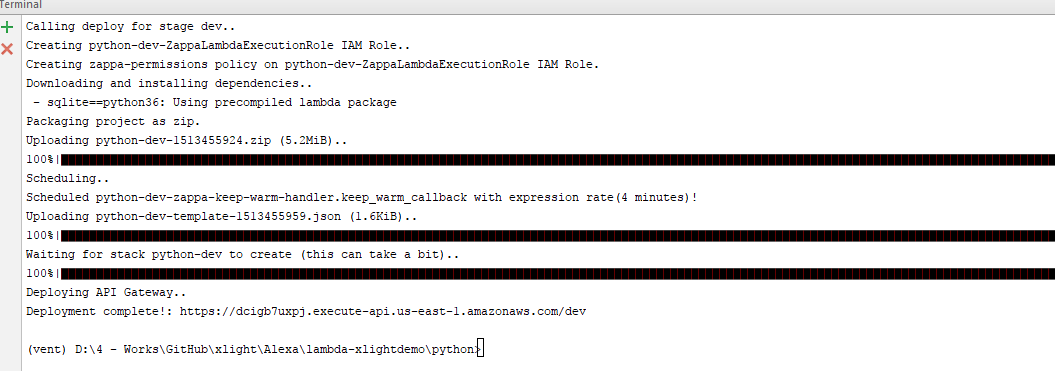 Terminal
Calling deploy for stage dev..
Creating python-dev-ZappaLambdaExecutionRole IAM Role..
Creating zappa-permissions policy on python-dev-ZappaLambdaExecutionRole IAM Role.
Downloading and installing dependencies..
 - sqlite==python36: Using precompiled lambda package
Packaging project as zip.
Uploading python-dev-1513455924.zip (5.2MiB)..
100%|
Scheduling..
Scheduled python-dev-zappa-keep-warm-handler.keep_warm_callback with expression rate(4 minutes)!
Uploading python-dev-template-1513455959.json (1.6KiB)..
100%|
Waiting for stack python-dev to create (this can take a bit)..
100%|
Deploying API Gateway..
Deployment complete!: https://dcigb7uxpj.execute-api.us-east-1.amazonaws.com/dev
(vent) D:\4 - Works\GitHub\xlight\Alexa\lambda-xlightdemo\python>